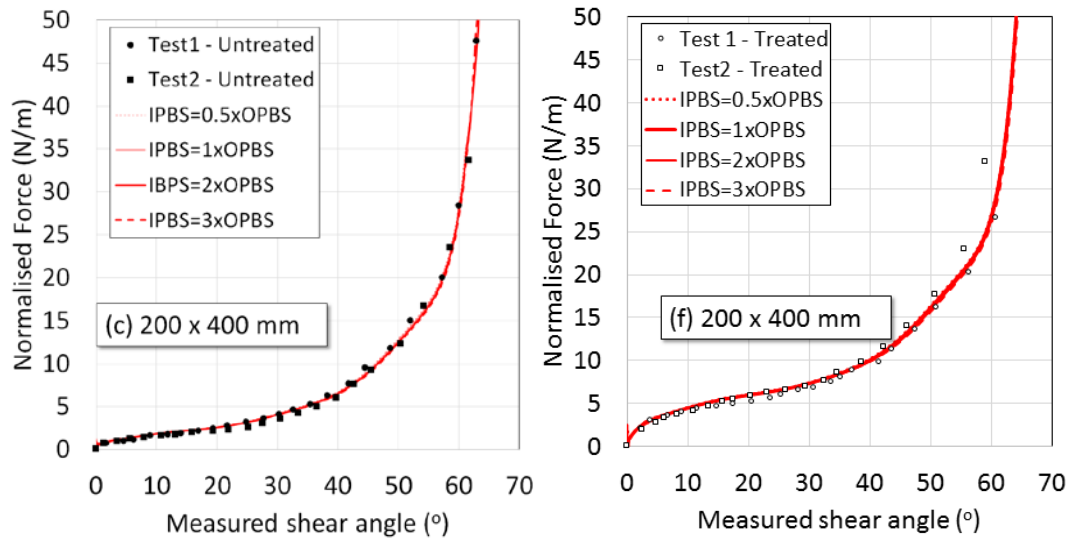 Normalised Force (N/m)
50
45
40
35
30
25
20
15
10
5
0
Test1 - Untreated
Test2 - Untreated
IPBS=0.5xOPBS
IPBS=1xOPBS
IBPS=2xOPBS
IPBS=3xOPBS
(c) 200 x 400 mm
0 10 20 30 40 50 60 70
Measured shear angle (º)
Normalised Force (N/m)
50
45
40
35
30
25
20
15
10
5
0
Test 1 - Treated
Test2 - Treated
IPBS=0.5xOPBS
IPBS=1xOPBS
IPBS=2xOPBS
IPBS=3xOPBS
(f) 200 x 400 mm
0 10 20 30 40 50 60 70
Measured shear angle (º)